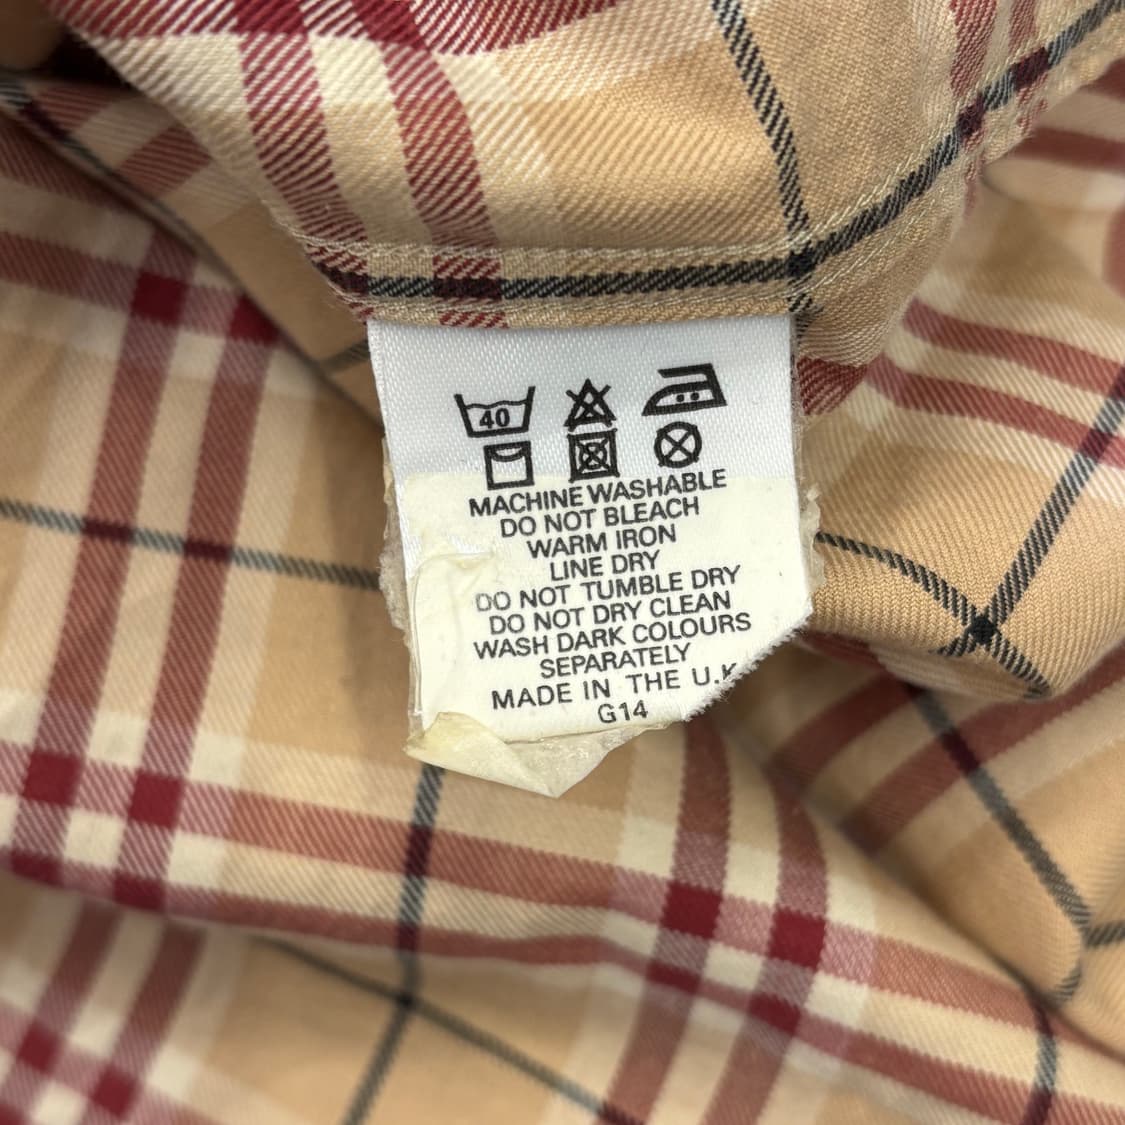 40
MACHINE WASHABLE
DO NOT BLEACH
WARM IRON
LINE DRY
DO NOT TUMBLE DRY
DO NOT DRY CLEAN
WASH DARK COLOURS
SEPARATELY
MADE IN THE U.K
G14